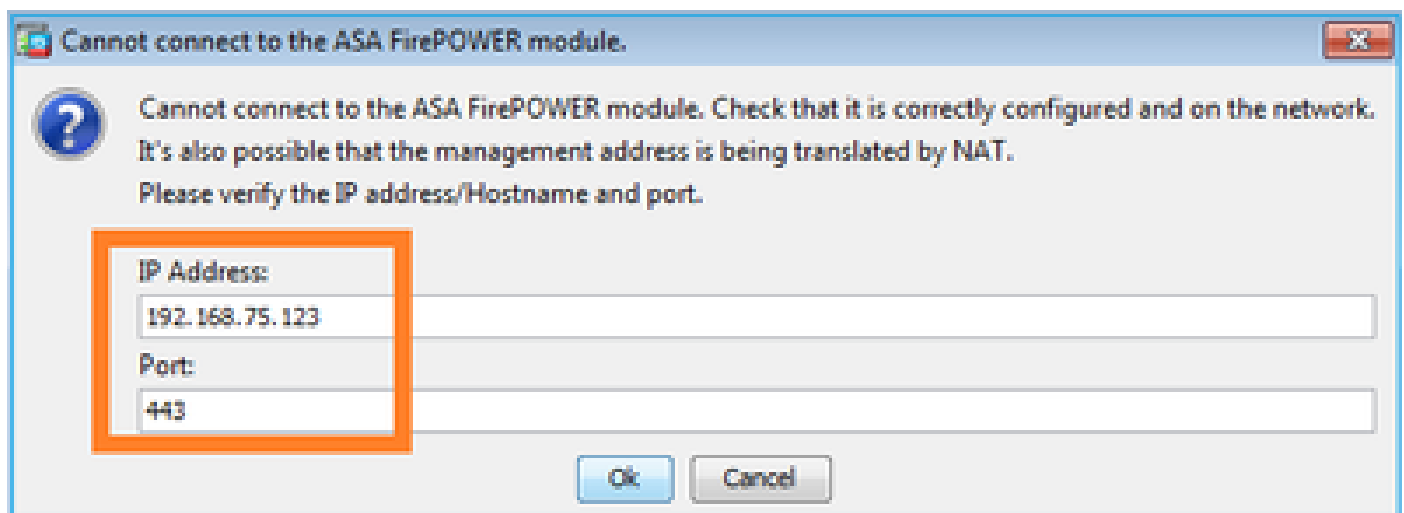 Cannot connect to the ASA FirePOWER module.
Cannot connect to the ASA FirePOWER module. Check that it is correctly configured and on the network.
It's also possible that the management address is being translated by NAT.
Please verify the IP address/Hostname and port.
IP Address:
192.168.75.123
Port:
443
Ok Cancel